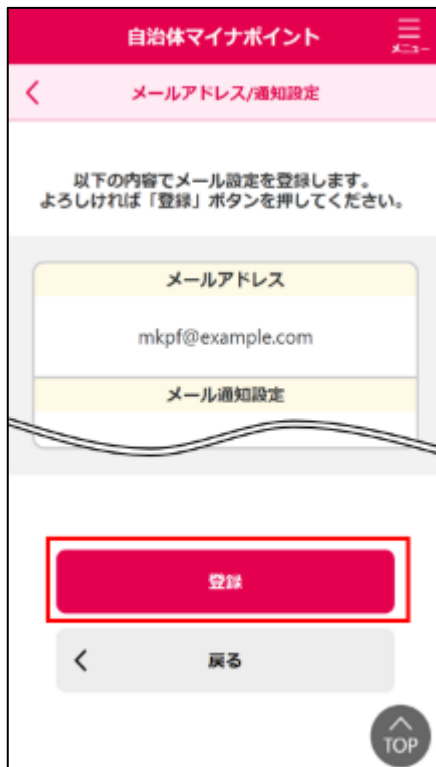 自治体マイナポイント
メニュー
メールアドレス/通知設定
以下の内容でメール設定を登録します。
よろしければ「登録」ボタンを押してください。
メールアドレス
mkpf@example.com
メール通知設定
登録
戻る
TOP